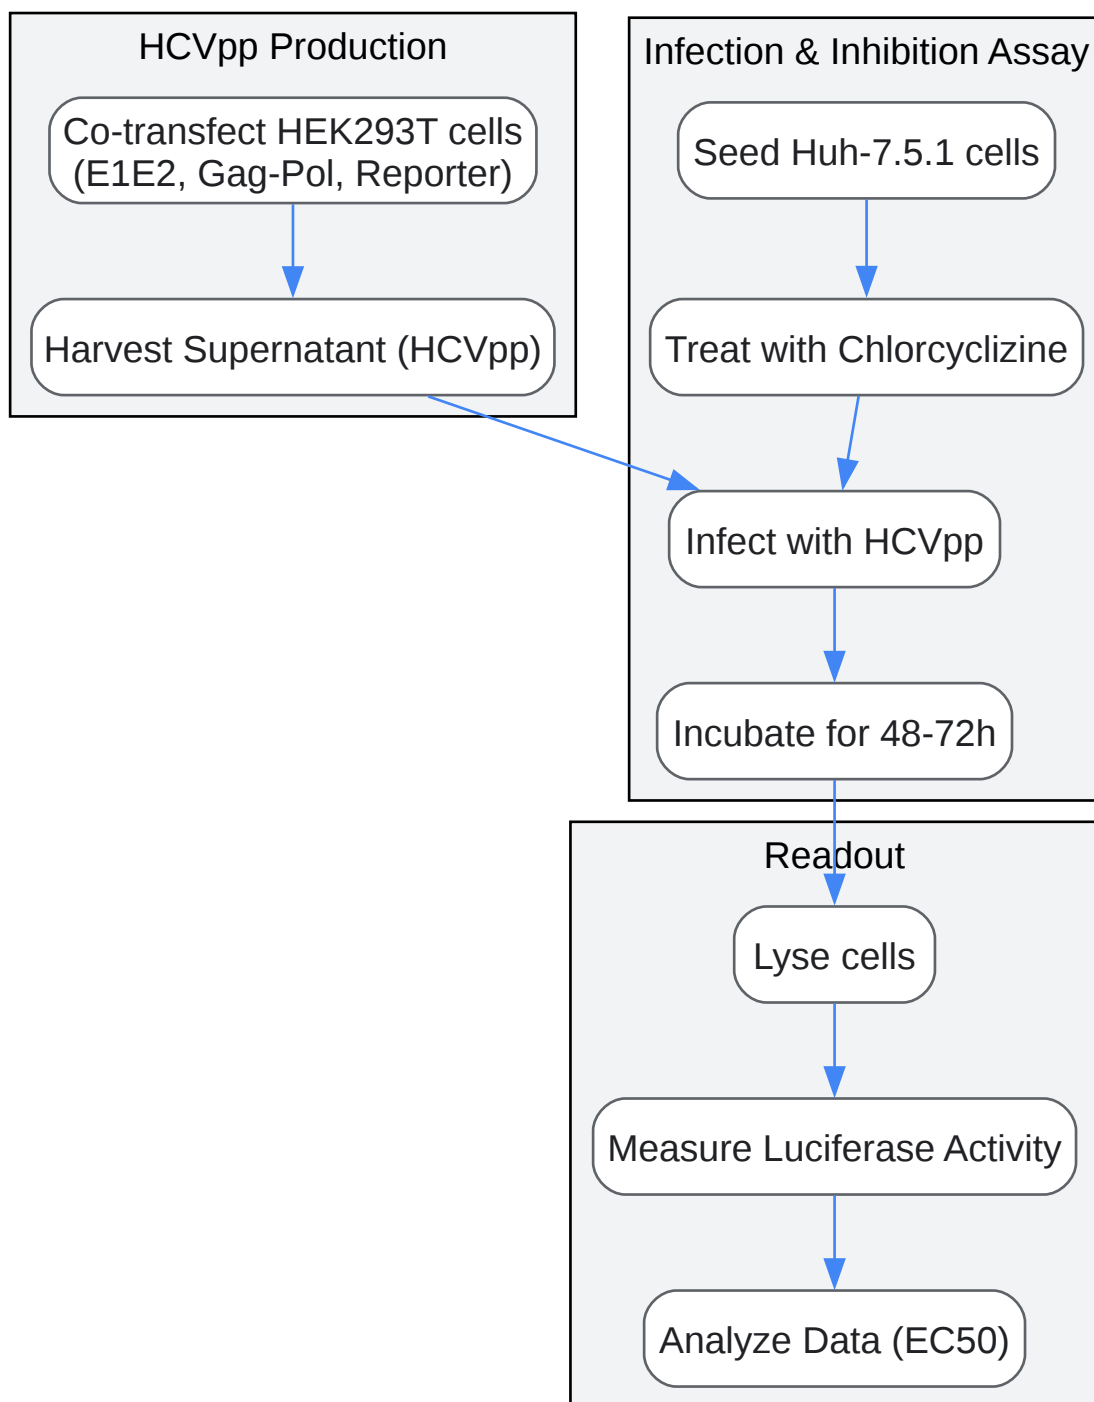 HCVpp Production
Co-transfect HEK293T cells
(E1E2, Gag-Pol, Reporter)
Harvest Supernatant (HCVpp)
Infection & Inhibition Assay
Seed Huh-7.5.1 cells
Treat with Chlorcyclizine
Infect with HCVpp
Incubate for 48-72h
Readout
Lyse cells
Measure Luciferase Activity
Analyze Data (EC50)